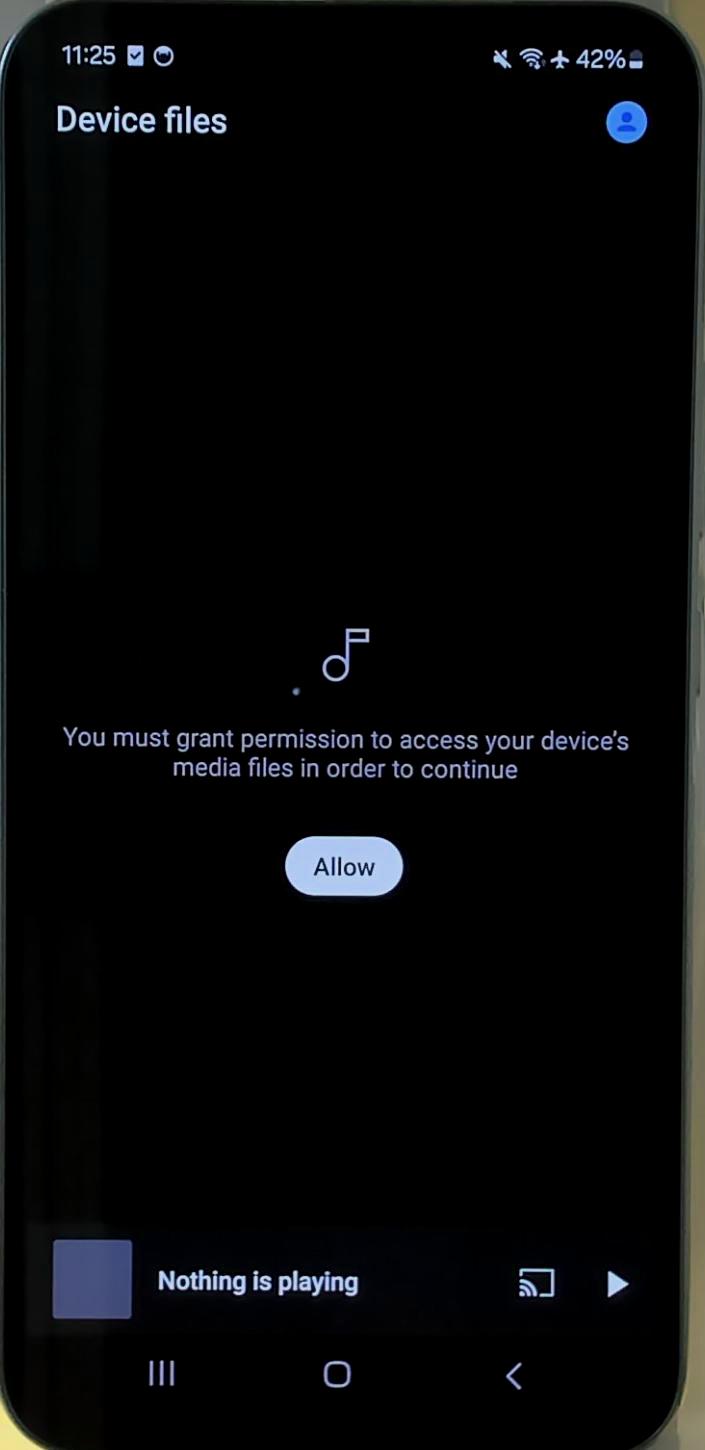 11:25
42%
Device files
You must grant permission to access your device's
media files in order to continue
Allow
Nothing is playing